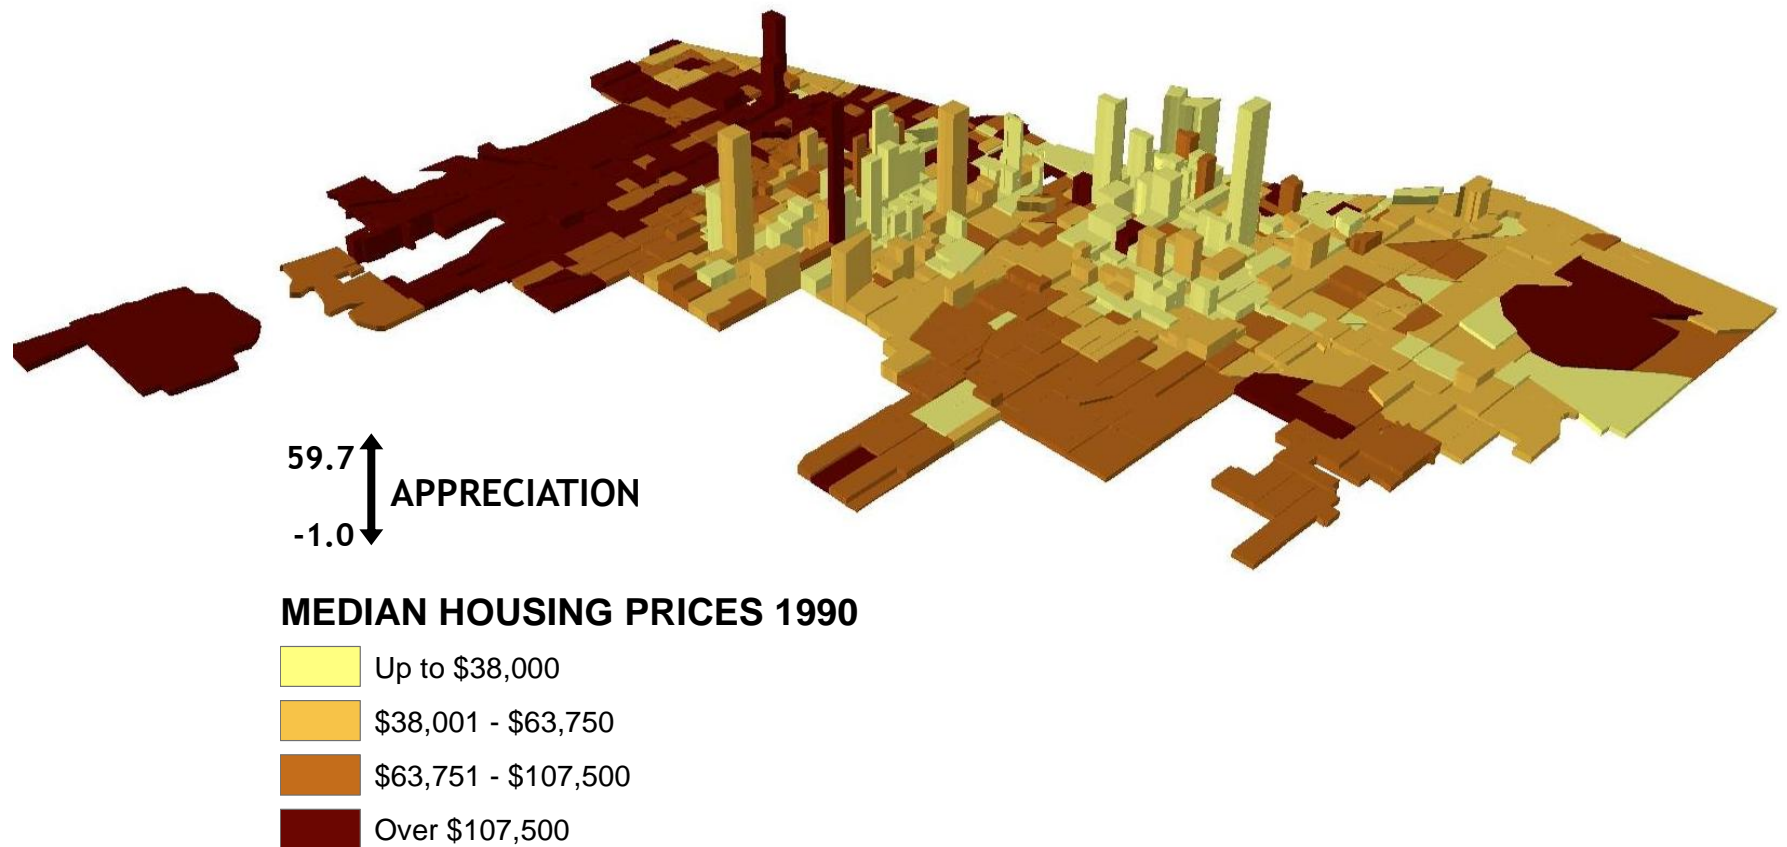 59.7
APPRECIATION
-1.0
MEDIAN HOUSING PRICES 1990
Up to $38,000
$38,001 - $63,750
$63,751 - $107,500
Over $107,500